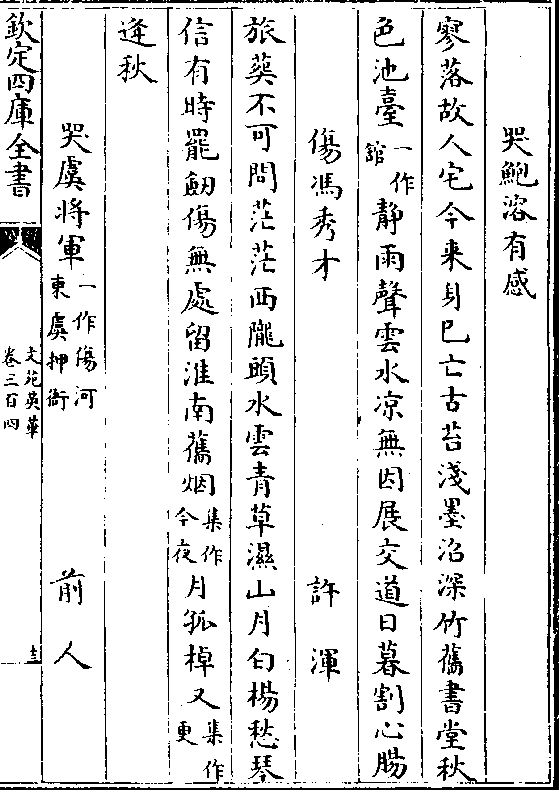 哭鮑溶有感
寥落故人宅今来身已亡古苔淺墨沼深竹舊書堂秋
色池臺一作館静雨聲雲水凉無因展交道日暮割心腸
傷馮秀才　許渾
旅葬不可問茫茫西隴頭水雲青草濕山月白楊愁琴
信有時罷劒傷無處留淮南舊烟集作今夜月孤棹又集作更
逢秋
哭虞将軍一作傷河東虞押衙　前人
欽定四庫全書
文苑英華
卷三百四
十三